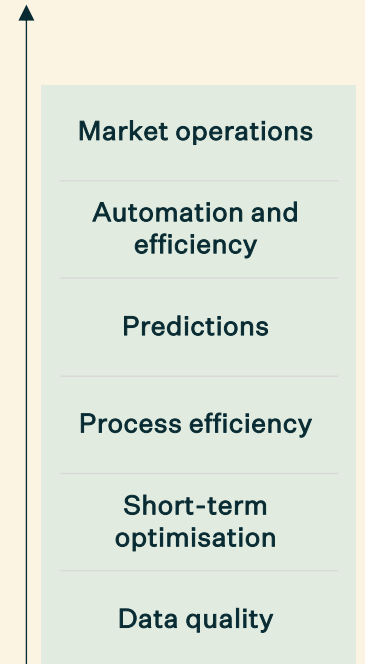 Market operations
Automation and
efficiency
Predictions
Process efficiency
Short-term
optimisation
Data quality